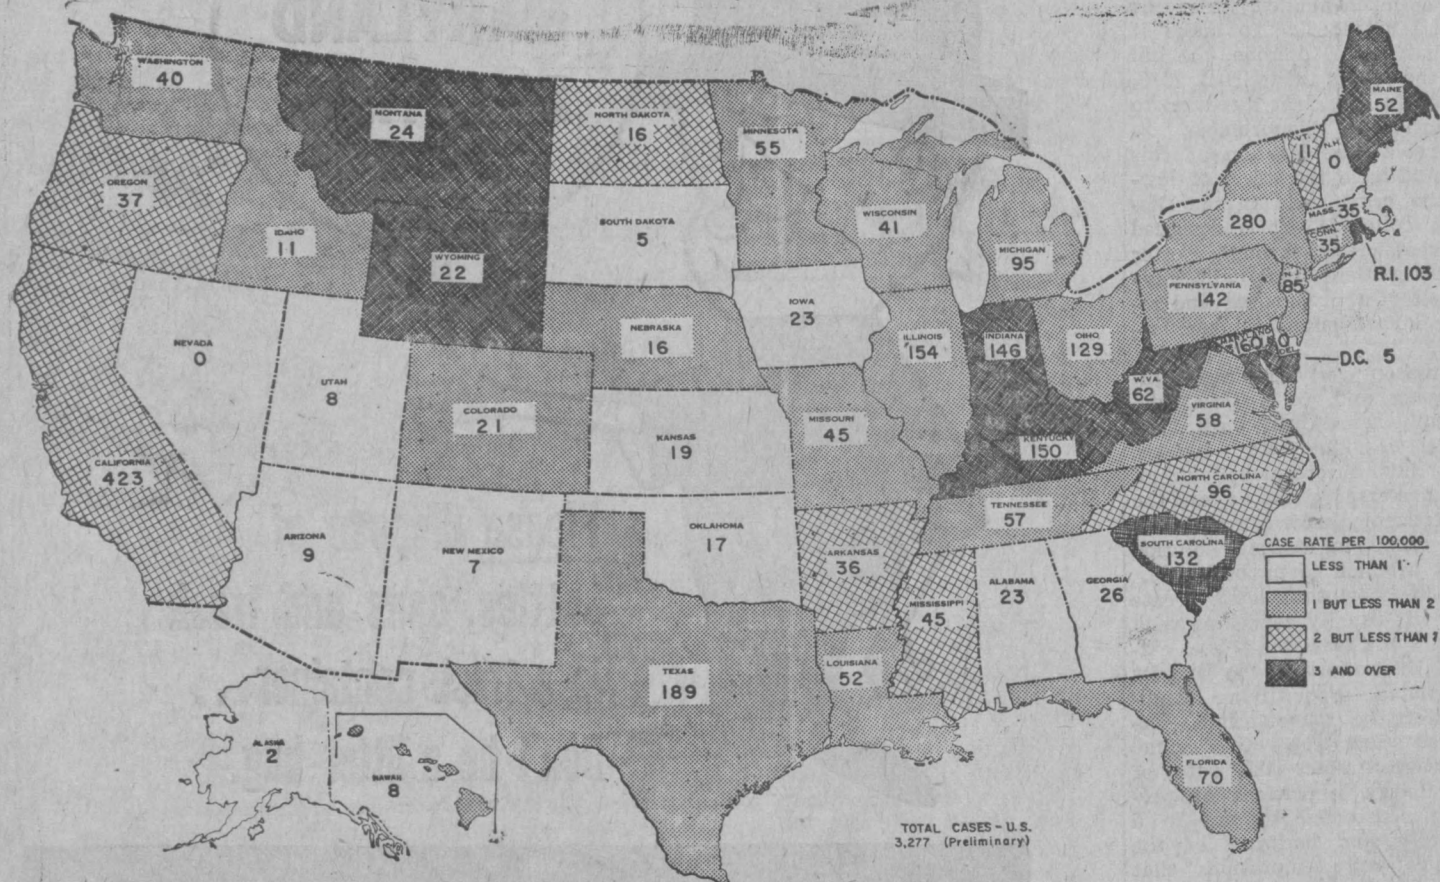 WASHINGTON
40
MONTANA
24
NORTH DAKOTA
16
MINNESOTA
55
MAINE
52
VT.
11
N.H.
0
OREGON
37
IDAHO
11
WYOMING
22
SOUTH DAKOTA
5
WISCONSIN
41
MICHIGAN
95
280
MASS. 35
CONN.
35
R.I. 103
NEVADA
0
UTAH
8
COLORADO
21
NEBRASKA
16
IOWA
23
ILLINOIS
154
INDIANA
146
OIHO
129
PENNSYLVANIA
142
N.J.
85
MARYLAND
160
DEL.
0
D.C. 5
W.VA.
62
VIRGINIA
58
CALIFORNIA
423
KANSAS
19
MISSOURI
45
KENTUCKY
150
NORTH CAROLINA
96
ARIZONA
9
NEW MEXICO
7
OKLAHOMA
17
ARKANSAS
36
TENNESSEE
57
SOUTH CAROLINA
132
MISSISSIPPI
45
ALABAMA
23
GEORGIA
26
TEXAS
189
LOUISIANA
52
FLORIDA
70
ALASKA
2
HAWAII
8
CASE RATE PER 100,000
LESS THAN 1
1 BUT LESS THAN 2
2 BUT LESS THAN
3 AND OVER
TOTAL CASES - U.S.
3,277 (Preliminary)